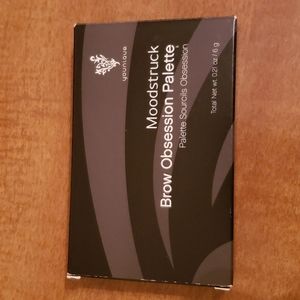 younique
Moodstruck
Brow Obsession Palette
Palette Sourcils Obsession
Total Net wt. 0.21 oz / 6 g